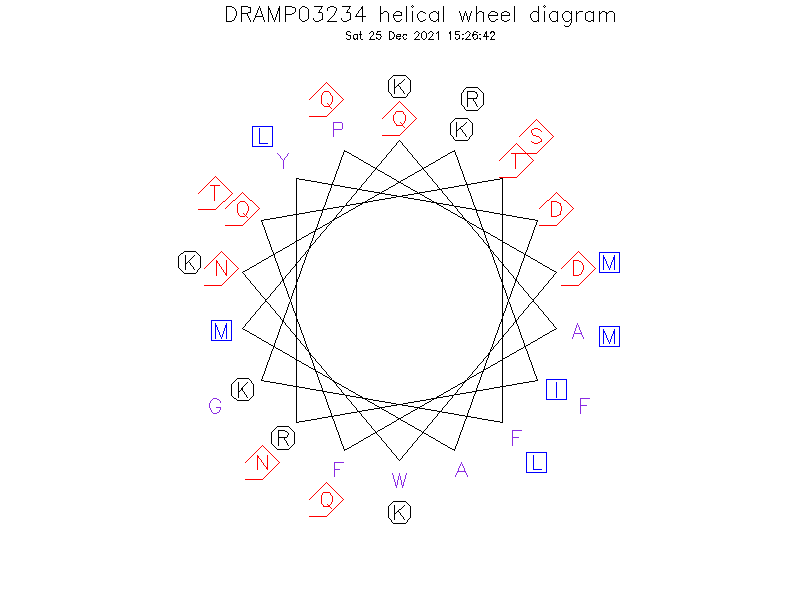 DRAMP03234 helical wheel diagram
Sat 25 Dec 2021 15:26:42
K
Q R
Q
P K
L S
Y T
T
Q D
K N D M
M A M
K I
G F
R F
N L
F A
W
Q
K